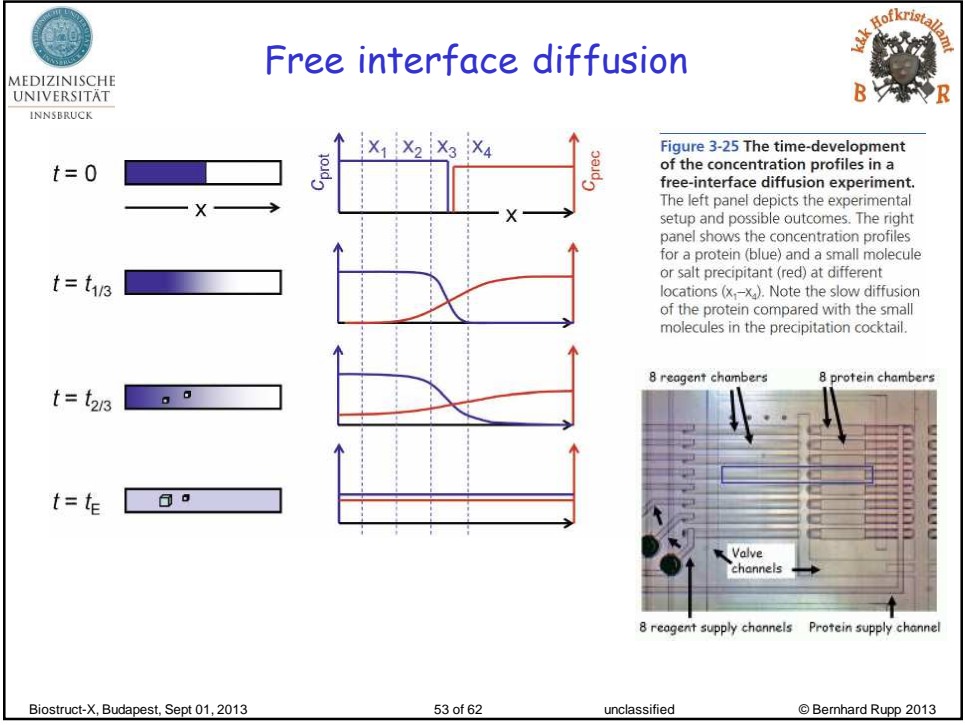 Free interface diffusion
MEDIZINISCHE
UNIVERSITÄT
INNSBRUCK
k&k Hofkristallamt
B R
t = 0
x
c_prot
x₁ x₂ x₃ x₄
c_prec
x
t = t₁/₃
t = t₂/₃
t = t_E
Figure 3-25 The time-development
of the concentration profiles in a
free-interface diffusion experiment.
The left panel depicts the experimental
setup and possible outcomes. The right
panel shows the concentration profiles
for a protein (blue) and a small molecule
or salt precipitant (red) at different
locations (x₁–x₄). Note the slow diffusion
of the protein compared with the small
molecules in the precipitation cocktail.
8 reagent chambers 8 protein chambers
Valve
channels
8 reagent supply channels Protein supply channel
Biostruct-X, Budapest, Sept 01, 2013 53 of 62 unclassified © Bernhard Rupp 2013